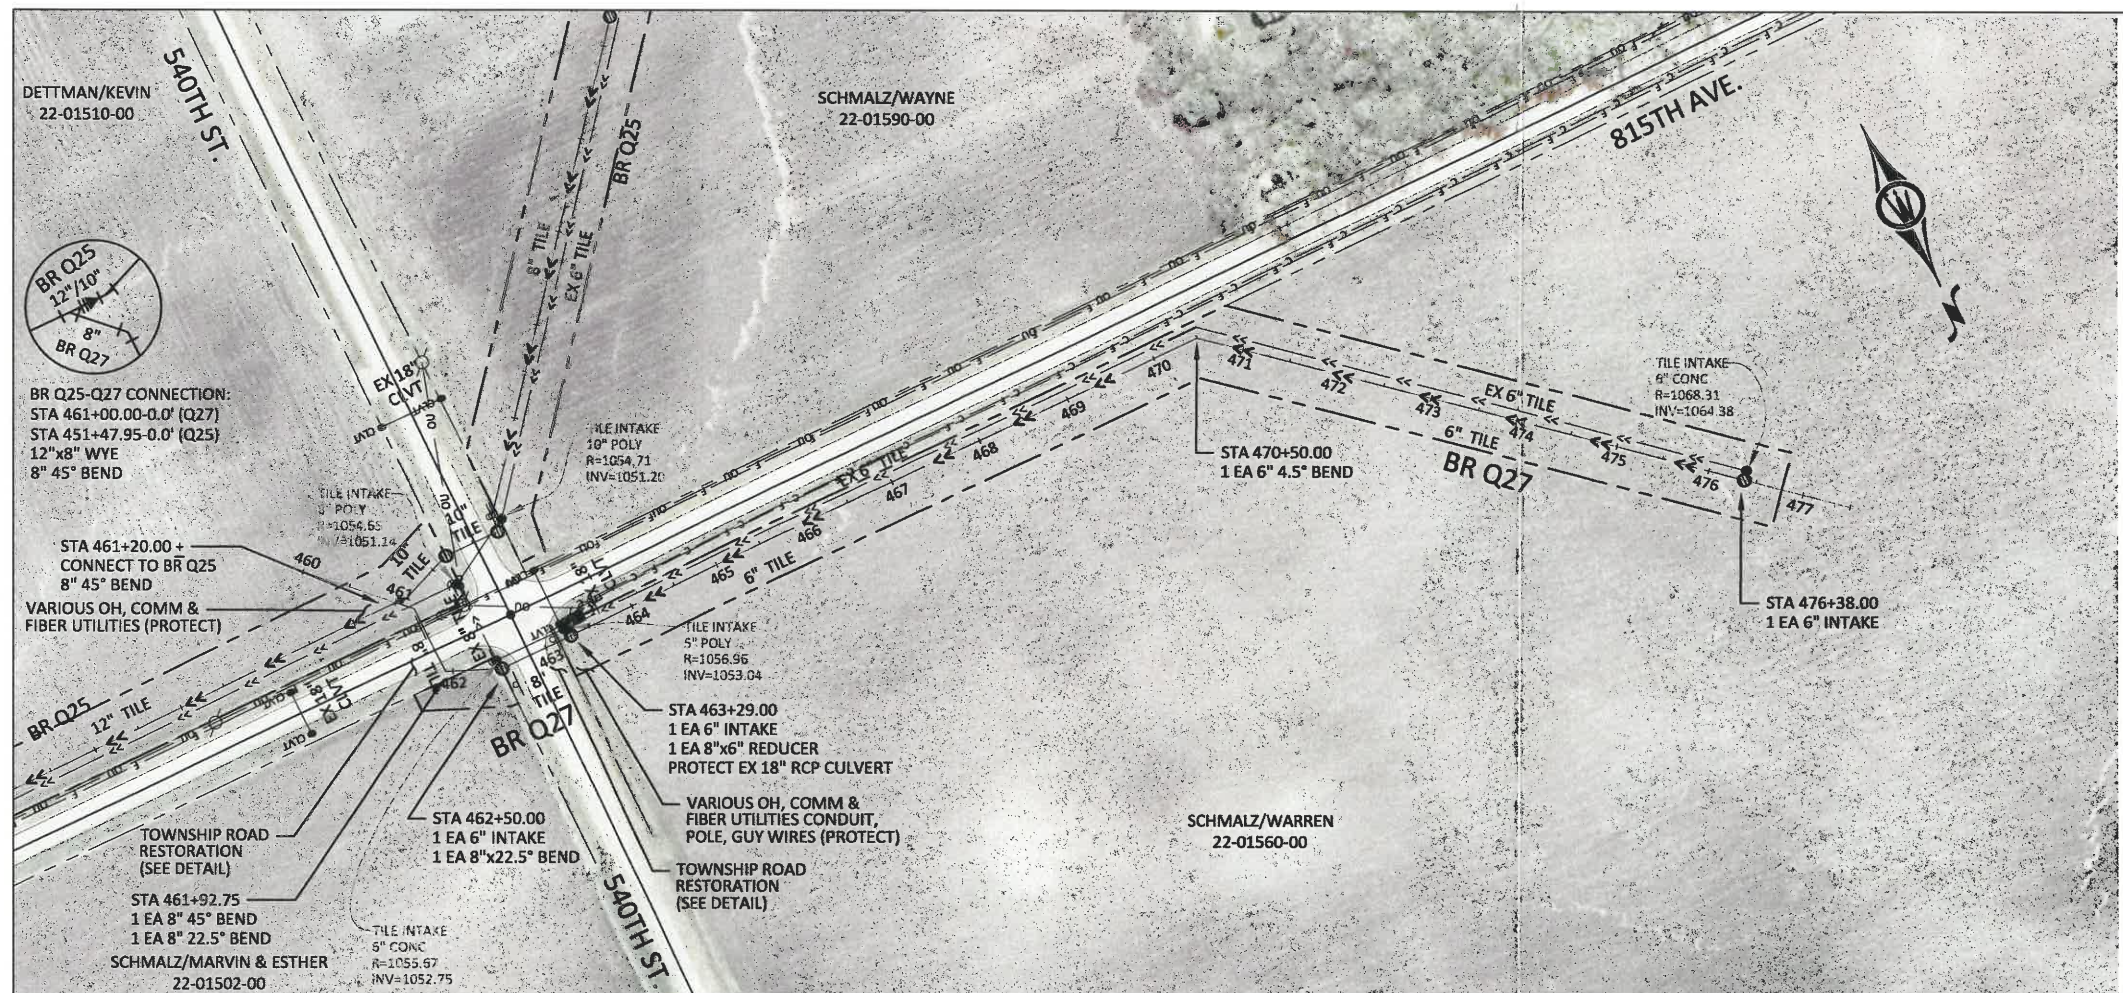 DETTMAN/KEVIN
22-01510-00
540TH ST.
SCHMALZ/WAYNE
22-01590-00
815TH AVE.
BR Q25
8" TILE
EX 6" TILE
BR Q25
12"/10"
8"
BR Q27
BR Q25-Q27 CONNECTION:
STA 461+00.00-0.0' (Q27)
STA 451+47.95-0.0' (Q25)
12"x8" WYE
8" 45° BEND
EX 18"
CLVT
TILE INTAKE
10" POLY
R=1054.71
INV=1051.20
TILE INTAKE
POLY
10"
TILE
10"
TILE
STA 461+20.00 ±
CONNECT TO BR Q25
8" 45° BEND
VARIOUS OH, COMM &
FIBER UTILITIES (PROTECT)
460
461
462
463
464
465
466
467
468
469
470
471
472
473
474
475
476
477
EX 6" TILE
6" TILE
EX 6" TILE
6" TILE
BR Q27
TILE INTAKE
6" CONC
R=1068.31
INV=1064.38
STA 470+50.00
1 EA 6" 4.5° BEND
STA 476+38.00
1 EA 6" INTAKE
TILE INTAKE
5" POLY
R=1056.96
INV=1053.04
STA 463+29.00
1 EA 6" INTAKE
1 EA 8"x6" REDUCER
PROTECT EX 18" RCP CULVERT
VARIOUS OH, COMM &
FIBER UTILITIES CONDUIT,
POLE, GUY WIRES (PROTECT)
TOWNSHIP ROAD
RESTORATION
(SEE DETAIL)
BR Q25
12" TILE
EX 18"
CLVT
8" TILE
8"
TILE
BR Q27
STA 462+50.00
1 EA 6" INTAKE
1 EA 8"x22.5° BEND
TOWNSHIP ROAD
RESTORATION
(SEE DETAIL)
STA 461+92.75
1 EA 8" 45° BEND
1 EA 8" 22.5° BEND
SCHMALZ/MARVIN & ESTHER
22-01502-00
TILE INTAKE
6" CONC
R=1055.67
INV=1052.75
540TH ST.
SCHMALZ/WARREN
22-01560-00
N